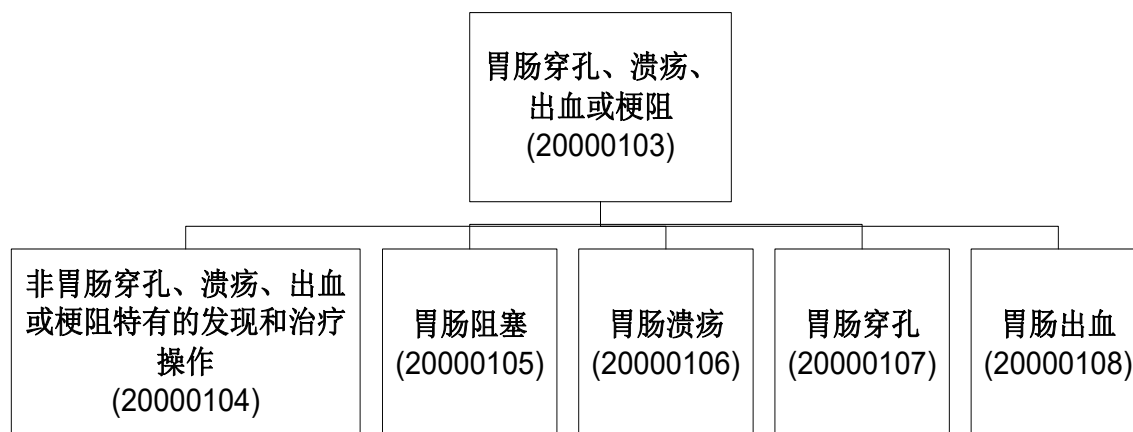 胃肠穿孔、溃疡、
出血或梗阻
(20000103)
非胃肠穿孔、溃疡、出血
或梗阻特有的发现和治疗
操作
(20000104)
胃肠阻塞
(20000105)
胃肠溃疡
(20000106)
胃肠穿孔
(20000107)
胃肠出血
(20000108)